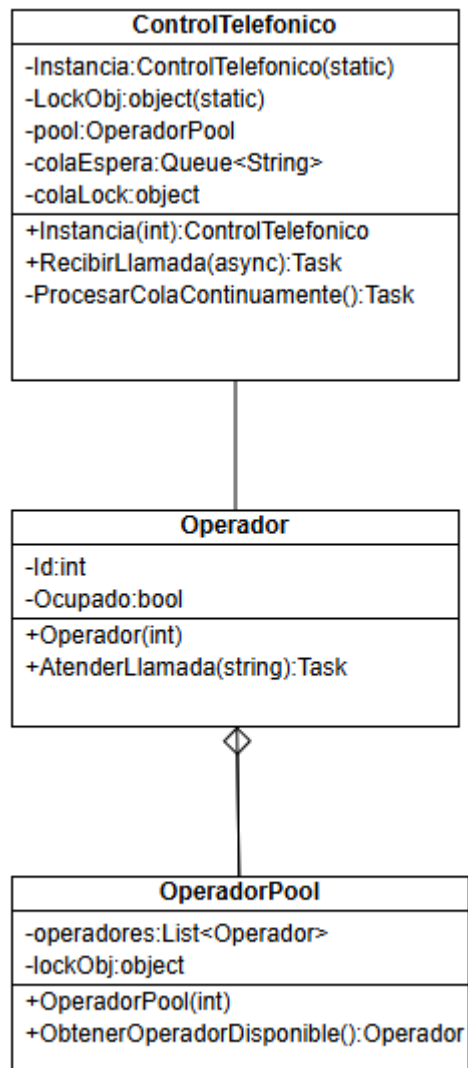 ControlTelefonico
-Instancia:ControlTelefonico(static)
-LockObj:object(static)
-pool:OperadorPool
-colaEspera:Queue<String>
-colaLock:object
+Instancia(int):ControlTelefonico
+RecibirLlamada(async):Task
-ProcesarColaContinuamente():Task
Operador
-Id:int
-Ocupado:bool
+Operador(int)
+AtenderLlamada(string):Task
OperadorPool
-operadores:List<Operador>
-lockObj:object
+OperadorPool(int)
+ObtenerOperadorDisponible():Operador